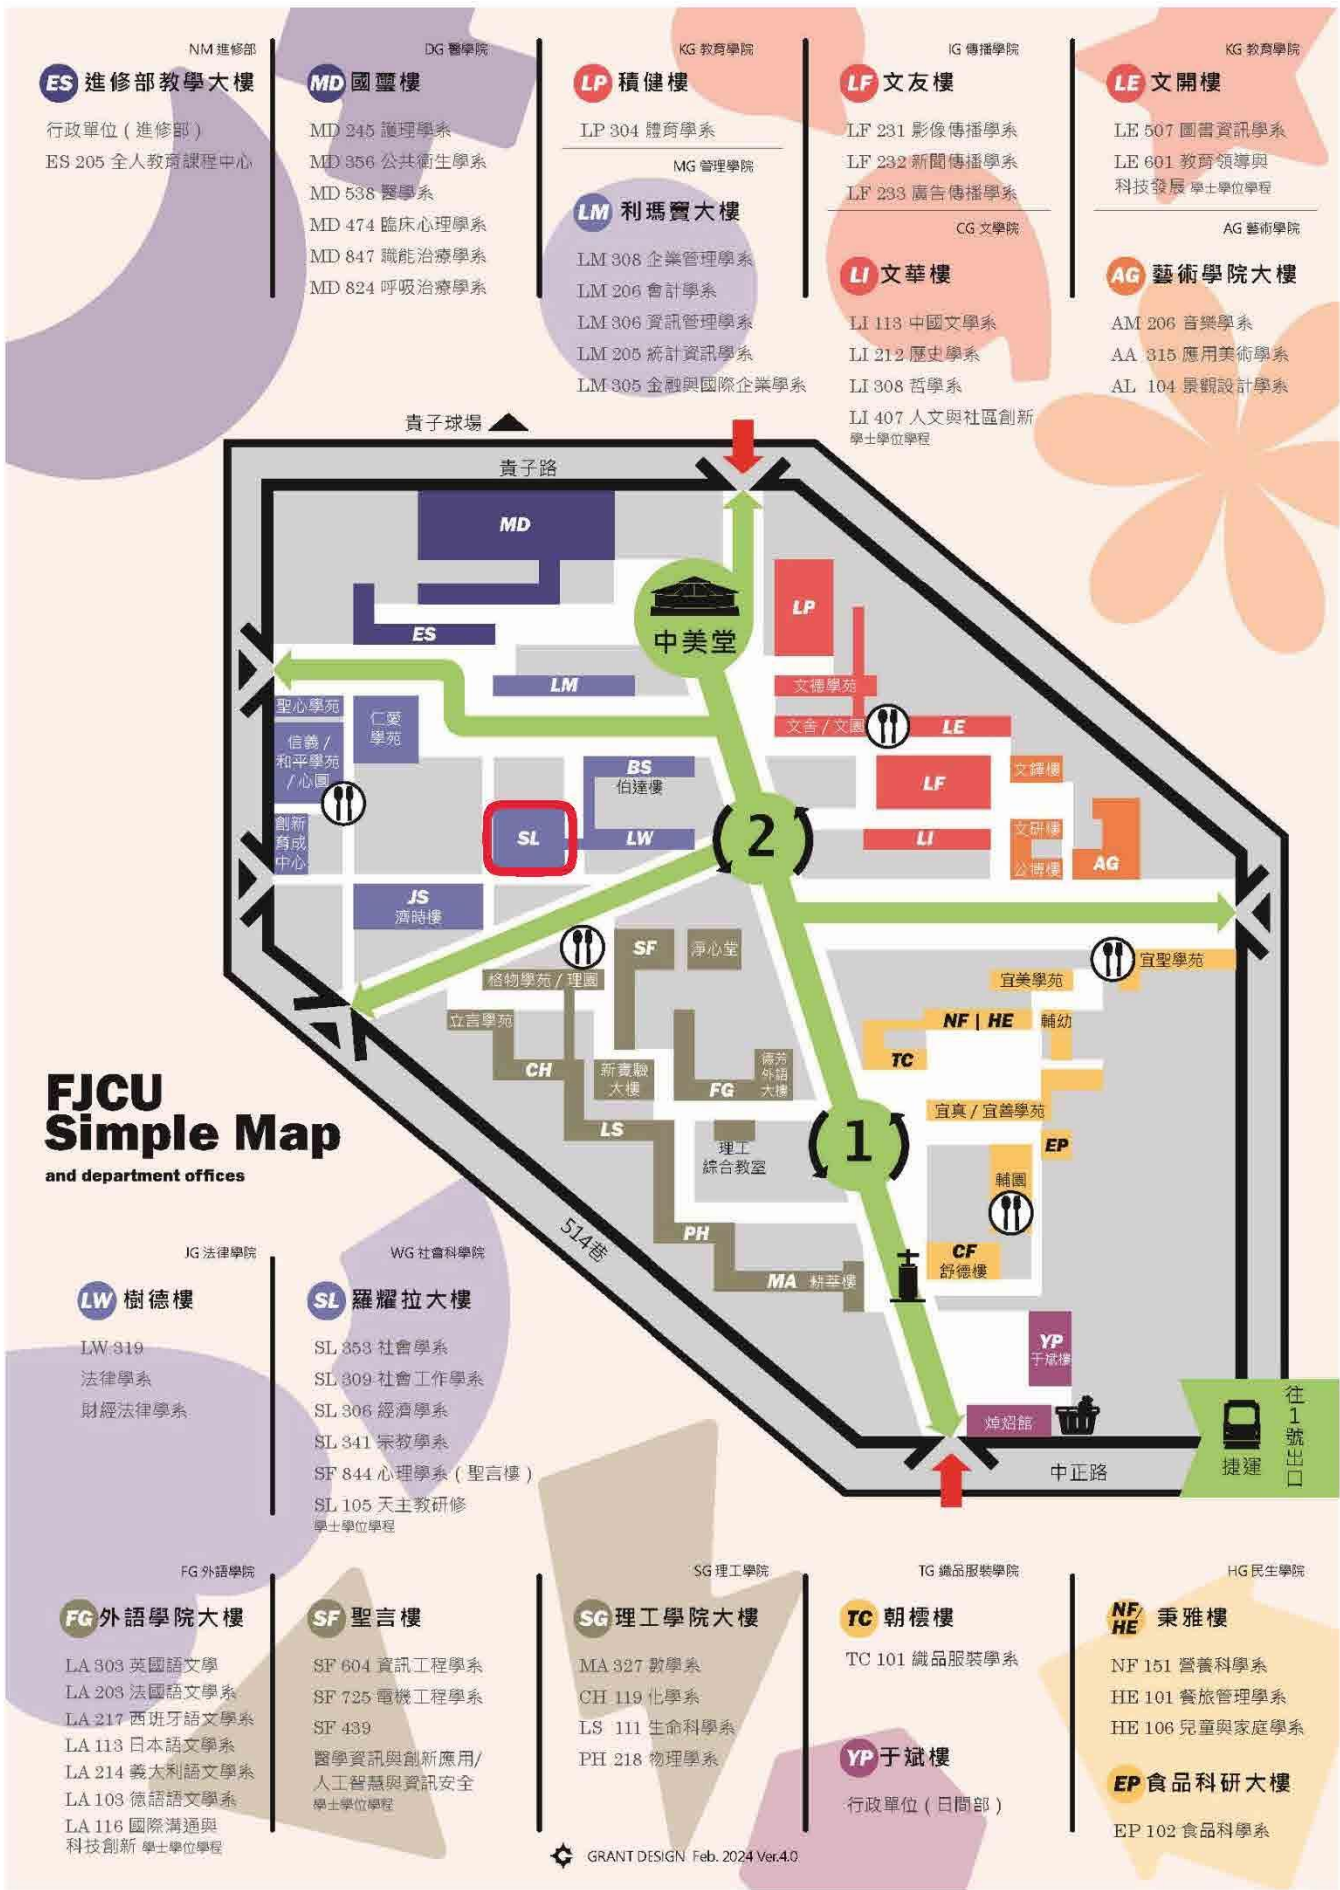 NM 進修部
ES 進修部教學大樓
行政單位 ( 進修部 )
ES 205 全人教育課程中心
DG 醫學院
MD 國璽樓
MD 245 護理學系
MD 356 公共衛生學系
MD 538 醫學系
MD 474 臨床心理學系
MD 847 職能治療學系
MD 824 呼吸治療學系
KG 教育學院
LP 積健樓
LP 304 體育學系
MG 管理學院
LM 利瑪竇大樓
LM 308 企業管理學系
LM 206 會計學系
LM 306 資訊管理學系
LM 205 統計資訊學系
LM 305 金融與國際企業學系
IG 傳播學院
LF 文友樓
LF 231 影像傳播學系
LF 232 新聞傳播學系
LF 233 廣告傳播學系
CG 文學院
LI 文華樓
LI 113 中國文學系
LI 212 歷史學系
LI 308 哲學系
LI 407 人文與社區創新
學士學位學程
KG 教育學院
LE 文開樓
LE 507 圖書資訊學系
LE 601 教育領導與
科技發展 學士學位學程
AG 藝術學院
AG 藝術學院大樓
AM 206 音樂學系
AA 315 應用美術學系
AL 104 景觀設計學系
貴子球場
貴子路
MD
中美堂
LP
ES
LM
文德學苑
聖心學苑
仁愛
學苑
文舍 / 文園
LE
信義 /
和平學苑
/ 心園
BS
伯達樓
LF
文鐸樓
創新
育成
中心
SL
LW
2
LI
文研樓
公博樓
AG
JS
濟時樓
SF
淨心堂
宜聖學苑
格物學苑 / 理園
宜美學苑
立言學苑
NF | HE
輔幼
TC
CH
新實驗
大樓
FG
德芳
外語
大樓
宜真 / 宜善學苑
LS
1
EP
理工
綜合教室
輔園
514巷
PH
CF
舒德樓
MA 耕莘樓
YP
于斌樓
焯炤館
中正路
捷運
往1號出口
FJCU
Simple Map
and department offices
JG 法律學院
LW 樹德樓
LW 319
法律學系
財經法律學系
WG 社會科學院
SL 羅耀拉大樓
SL 353 社會學系
SL 309 社會工作學系
SL 306 經濟學系
SL 341 宗教學系
SF 844 心理學系 ( 聖言樓 )
SL 105 天主教研修
學士學位學程
FG 外語學院
FG 外語學院大樓
LA 303 英國語文學
LA 203 法國語文學系
LA 217 西班牙語文學系
LA 113 日本語文學系
LA 214 義大利語文學系
LA 103 德語語文學系
LA 116 國際溝通與
科技創新 學士學位學程
SF 聖言樓
SF 604 資訊工程學系
SF 725 電機工程學系
SF 439
醫學資訊與創新應用/
人工智慧與資訊安全
學士學位學程
SG 理工學院
SG 理工學院大樓
MA 327 數學系
CH 119 化學系
LS 111 生命科學系
PH 218 物理學系
TG 織品服裝學院
TC 朝橒樓
TC 101 織品服裝學系
YP 于斌樓
行政單位 ( 日間部 )
HG 民生學院
NF/HE 秉雅樓
NF 151 營養科學系
HE 101 餐旅管理學系
HE 106 兒童與家庭學系
EP 食品科研大樓
EP 102 食品科學系
GRANT DESIGN Feb. 2024 Ver.4.0